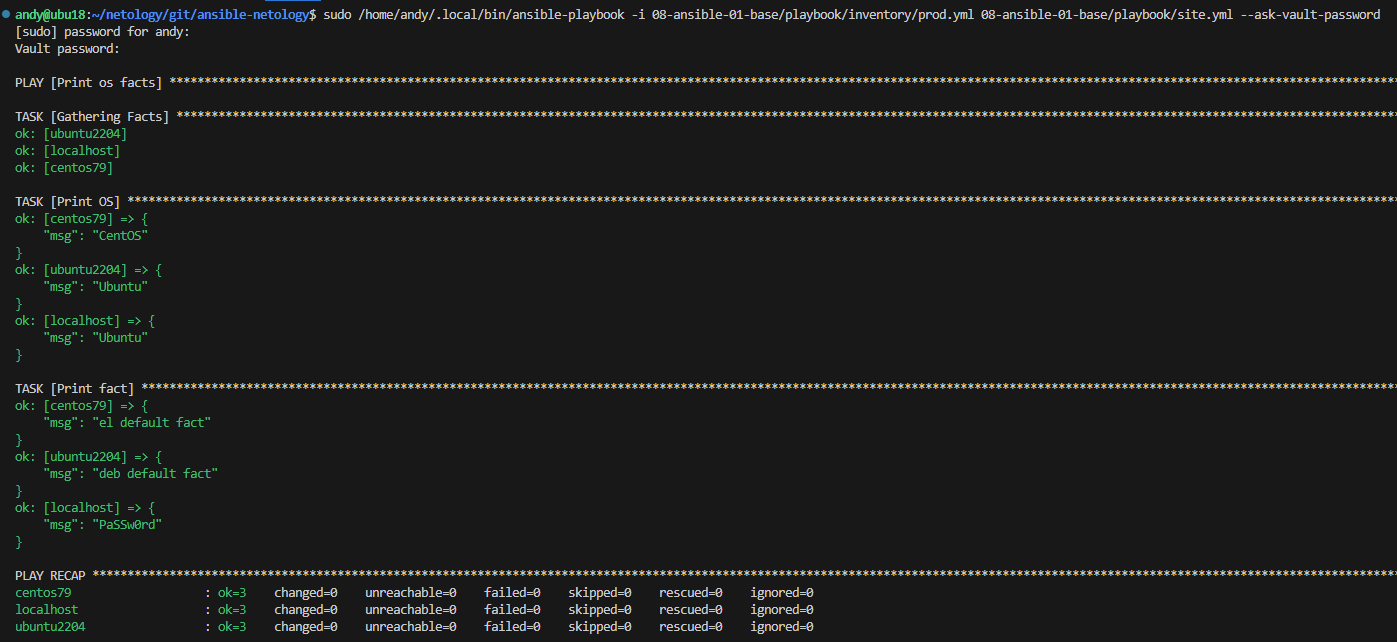 andy@ubu18:~/netology/git/ansible-netology$ sudo /home/andy/.local/bin/ansible-playbook -i 08-ansible-01-base/playbook/inventory/prod.yml 08-ansible-01-base/playbook/site.yml --ask-vault-password
[sudo] password for andy:
Vault password:
PLAY [Print os facts] ****************************************************************************************************************************************************************************
TASK [Gathering Facts] ***************************************************************************************************************************************************************************
ok: [ubuntu2204]
ok: [localhost]
ok: [centos79]
TASK [Print OS] **********************************************************************************************************************************************************************************
ok: [centos79] => {
    "msg": "CentOS"
}
ok: [ubuntu2204] => {
    "msg": "Ubuntu"
}
ok: [localhost] => {
    "msg": "Ubuntu"
}
TASK [Print fact] ********************************************************************************************************************************************************************************
ok: [centos79] => {
    "msg": "el default fact"
}
ok: [ubuntu2204] => {
    "msg": "deb default fact"
}
ok: [localhost] => {
    "msg": "PaSSw0rd"
}
PLAY RECAP ***************************************************************************************************************************************************************************************
centos79                   : ok=3    changed=0    unreachable=0    failed=0    skipped=0    rescued=0    ignored=0
localhost                  : ok=3    changed=0    unreachable=0    failed=0    skipped=0    rescued=0    ignored=0
ubuntu2204                 : ok=3    changed=0    unreachable=0    failed=0    skipped=0    rescued=0    ignored=0